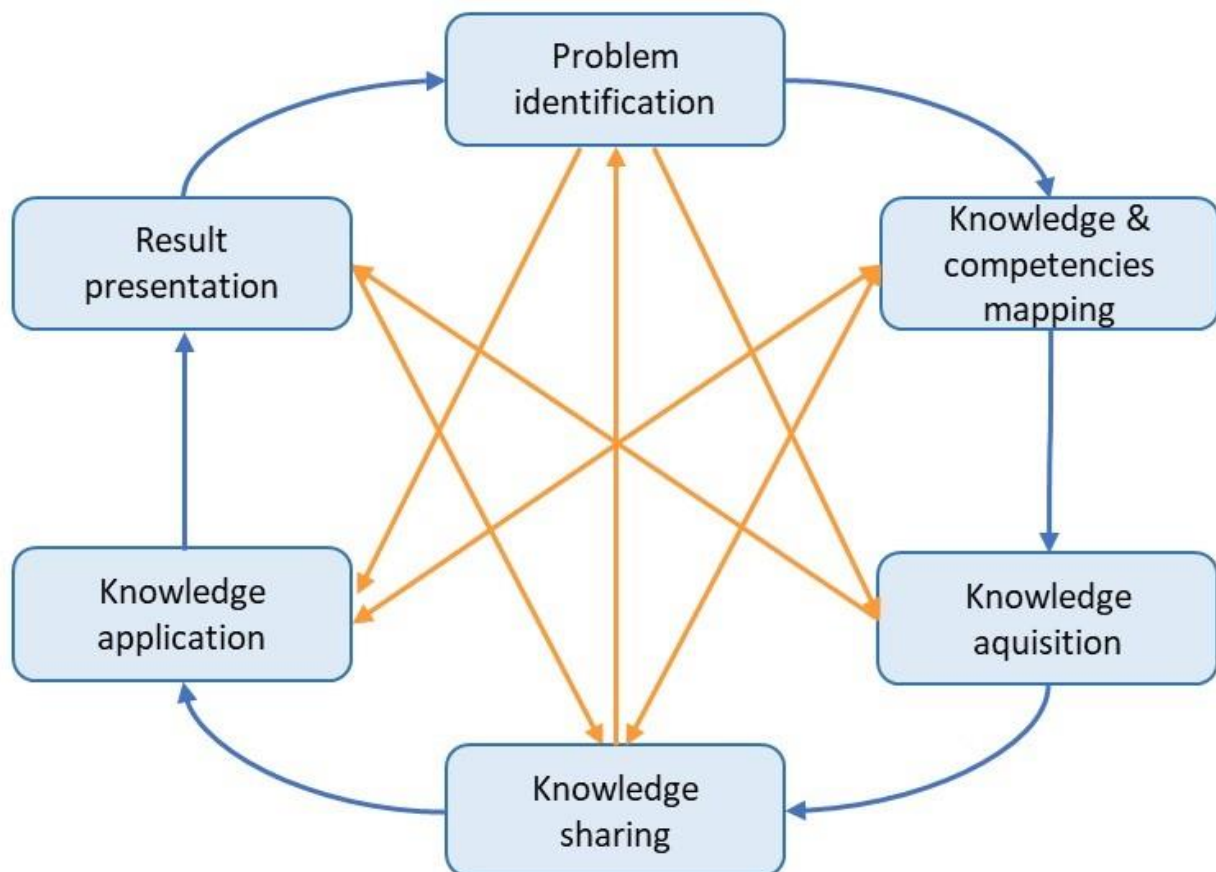 Problem
identification
Knowledge &
competencies
mapping
Knowledge
aquisition
Knowledge
sharing
Knowledge
application
Result
presentation